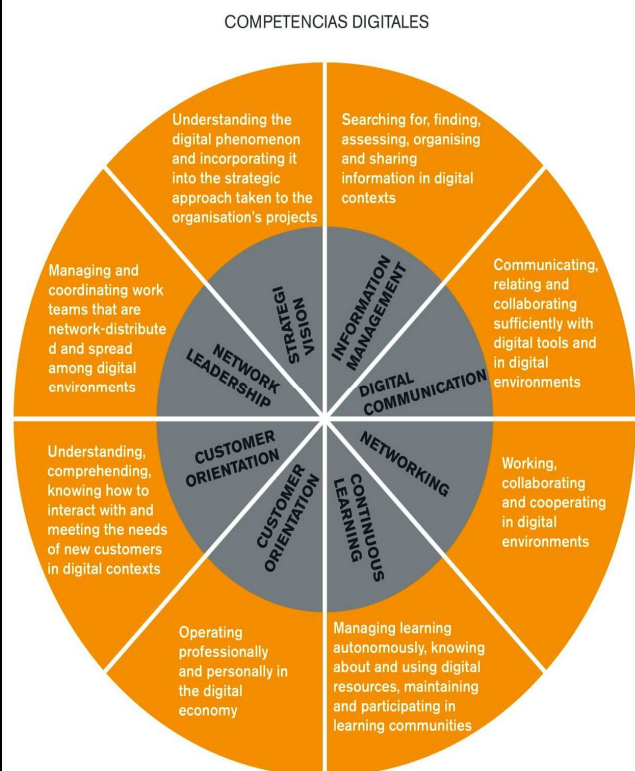 COMPETENCIAS DIGITALES
Understanding the
digital phenomenon
and incorporating it
into the strategic
approach taken to the
organisation's projects
Searching for, finding,
assessing, organising
and sharing
information in digital
contexts
Managing and
coordinating work
teams that are
network-distribute
d and spread
among digital
environments
Communicating,
relating and
collaborating
sufficiently with
digital tools and
in digital
environments
STRATEGI
VISION
INFORMATION
MANAGEMENT
NETWORK
LEADERSHIP
DIGITAL
COMMUNICATION
CUSTOMER
ORIENTATION
CUSTOMER
ORIENTATION
CONTINUOUS
LEARNING
NETWORKING
Understanding,
comprehending,
knowing how to
interact with and
meeting the needs
of new customers
in digital contexts
Working,
collaborating
and cooperating
in digital
environments
Operating
professionally
and personally in
the digital
economy
Managing learning
autonomously, knowing
about and using digital
resources, maintaining
and participating in
learning communities